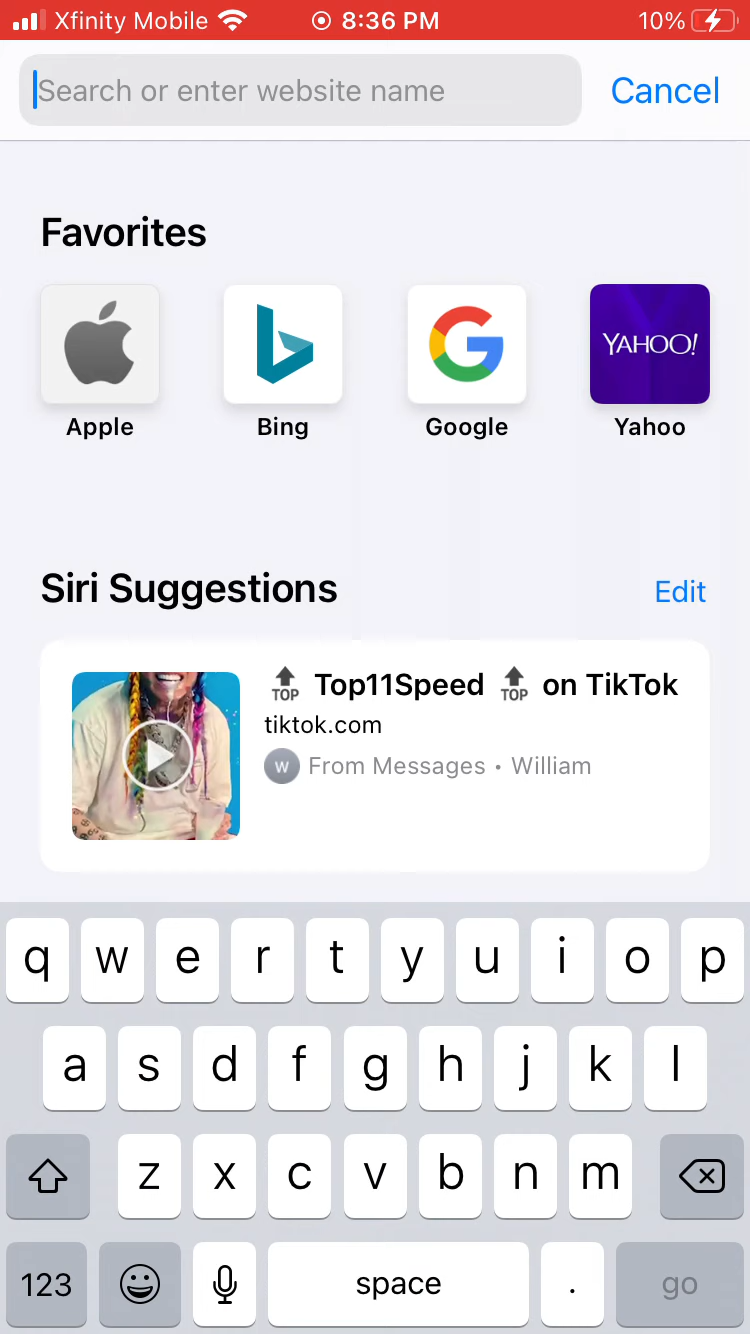 Xfinity Mobile 8:36 PM 10%
Search or enter website name Cancel
Favorites
YAHOO!
Apple Bing Google Yahoo
Siri Suggestions Edit
TOP Top11Speed TOP on TikTok
tiktok.com
W From Messages • William
q w e r t y u i o p
a s d f g h j k l
z x c v b n m
123 space . go